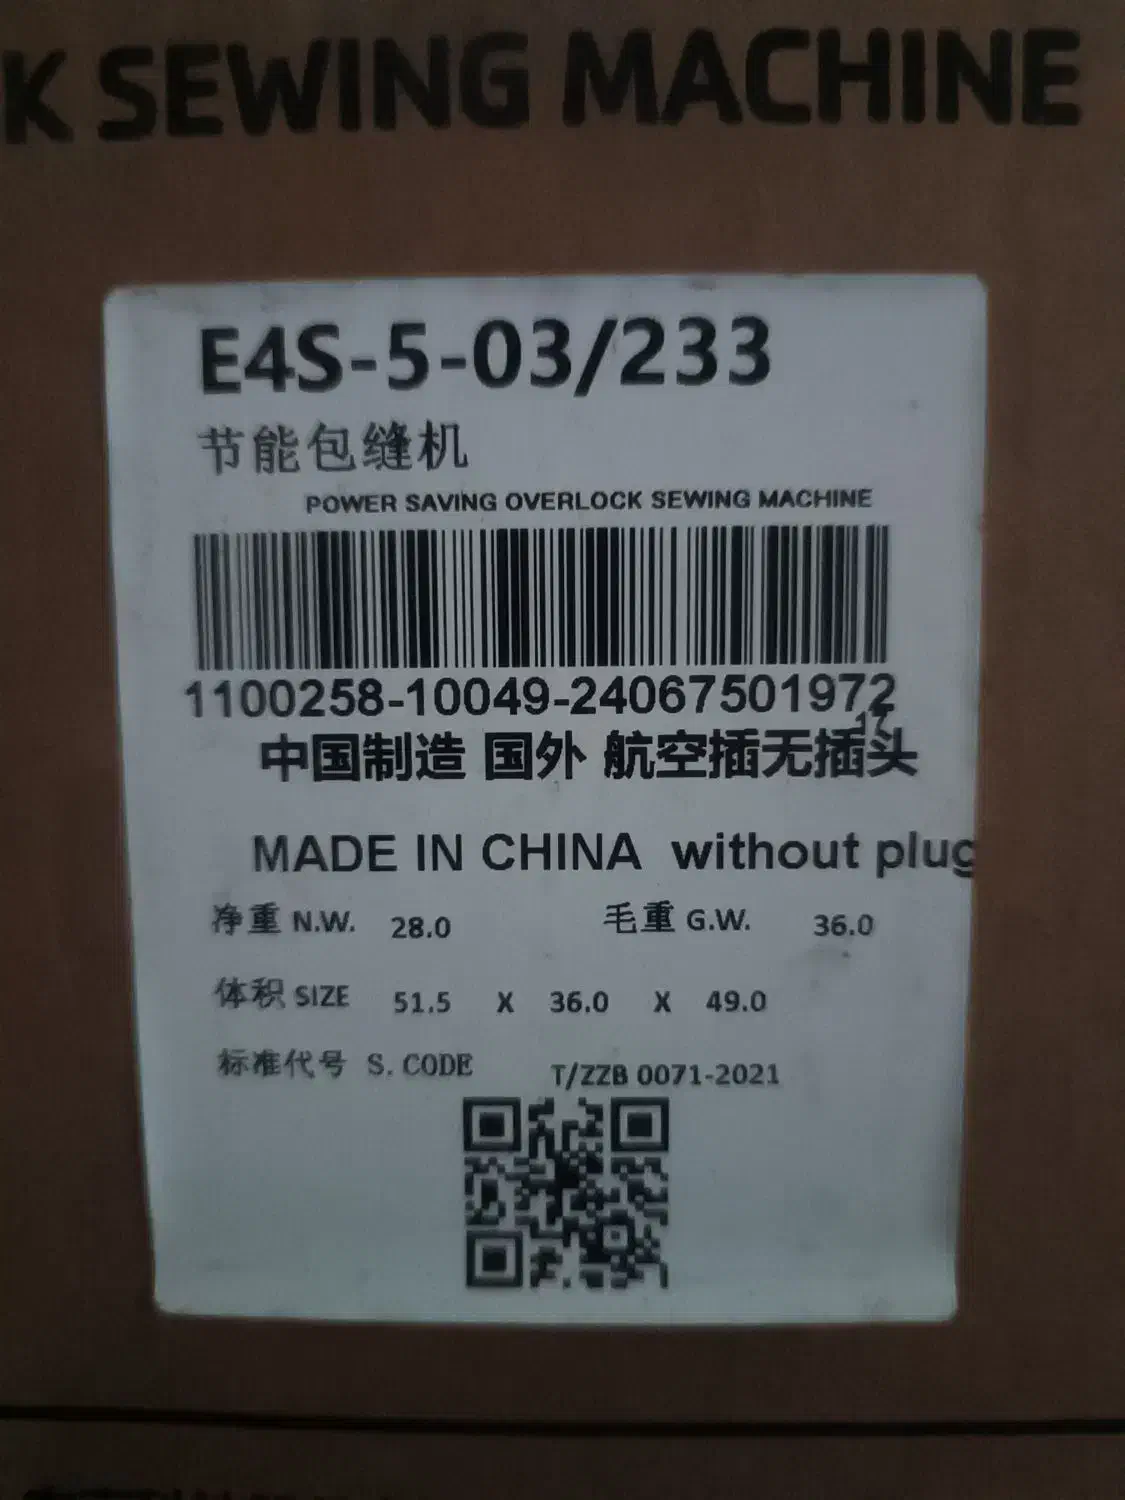 K SEWING MACHINE
E4S-5-03/233
节能包缝机
POWER SAVING OVERLOCK SEWING MACHINE
1100258-10049-24067501972
17
中国制造 国外 航空插无插头
MADE IN CHINA without plug
净重 N.W. 28.0 毛重 G.W. 36.0
体积 SIZE 51.5 X 36.0 X 49.0
标准代号 S. CODE T/ZZB 0071-2021